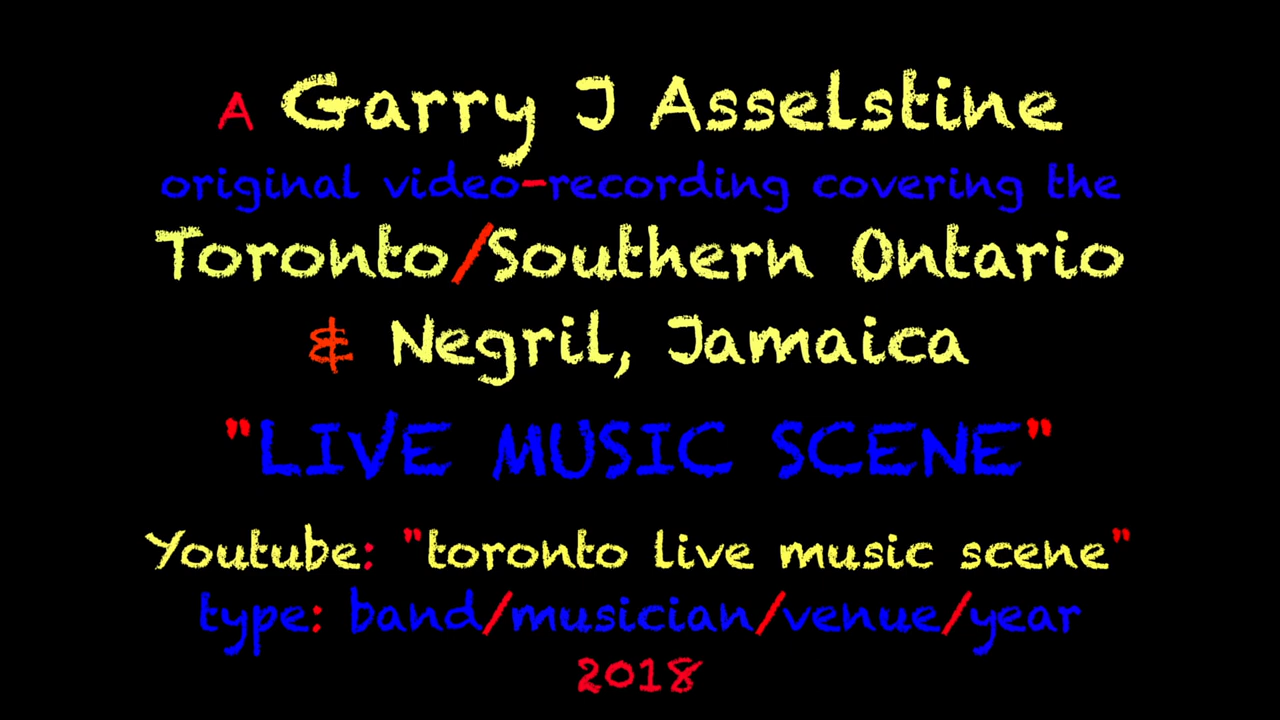 A Garry J Asselstine
original video-recording covering the
Toronto/Southern Ontario
& Negril, Jamaica
"LIVE MUSIC SCENE"
Youtube: "toronto live music scene"
type: band/musician/venue/year
2018